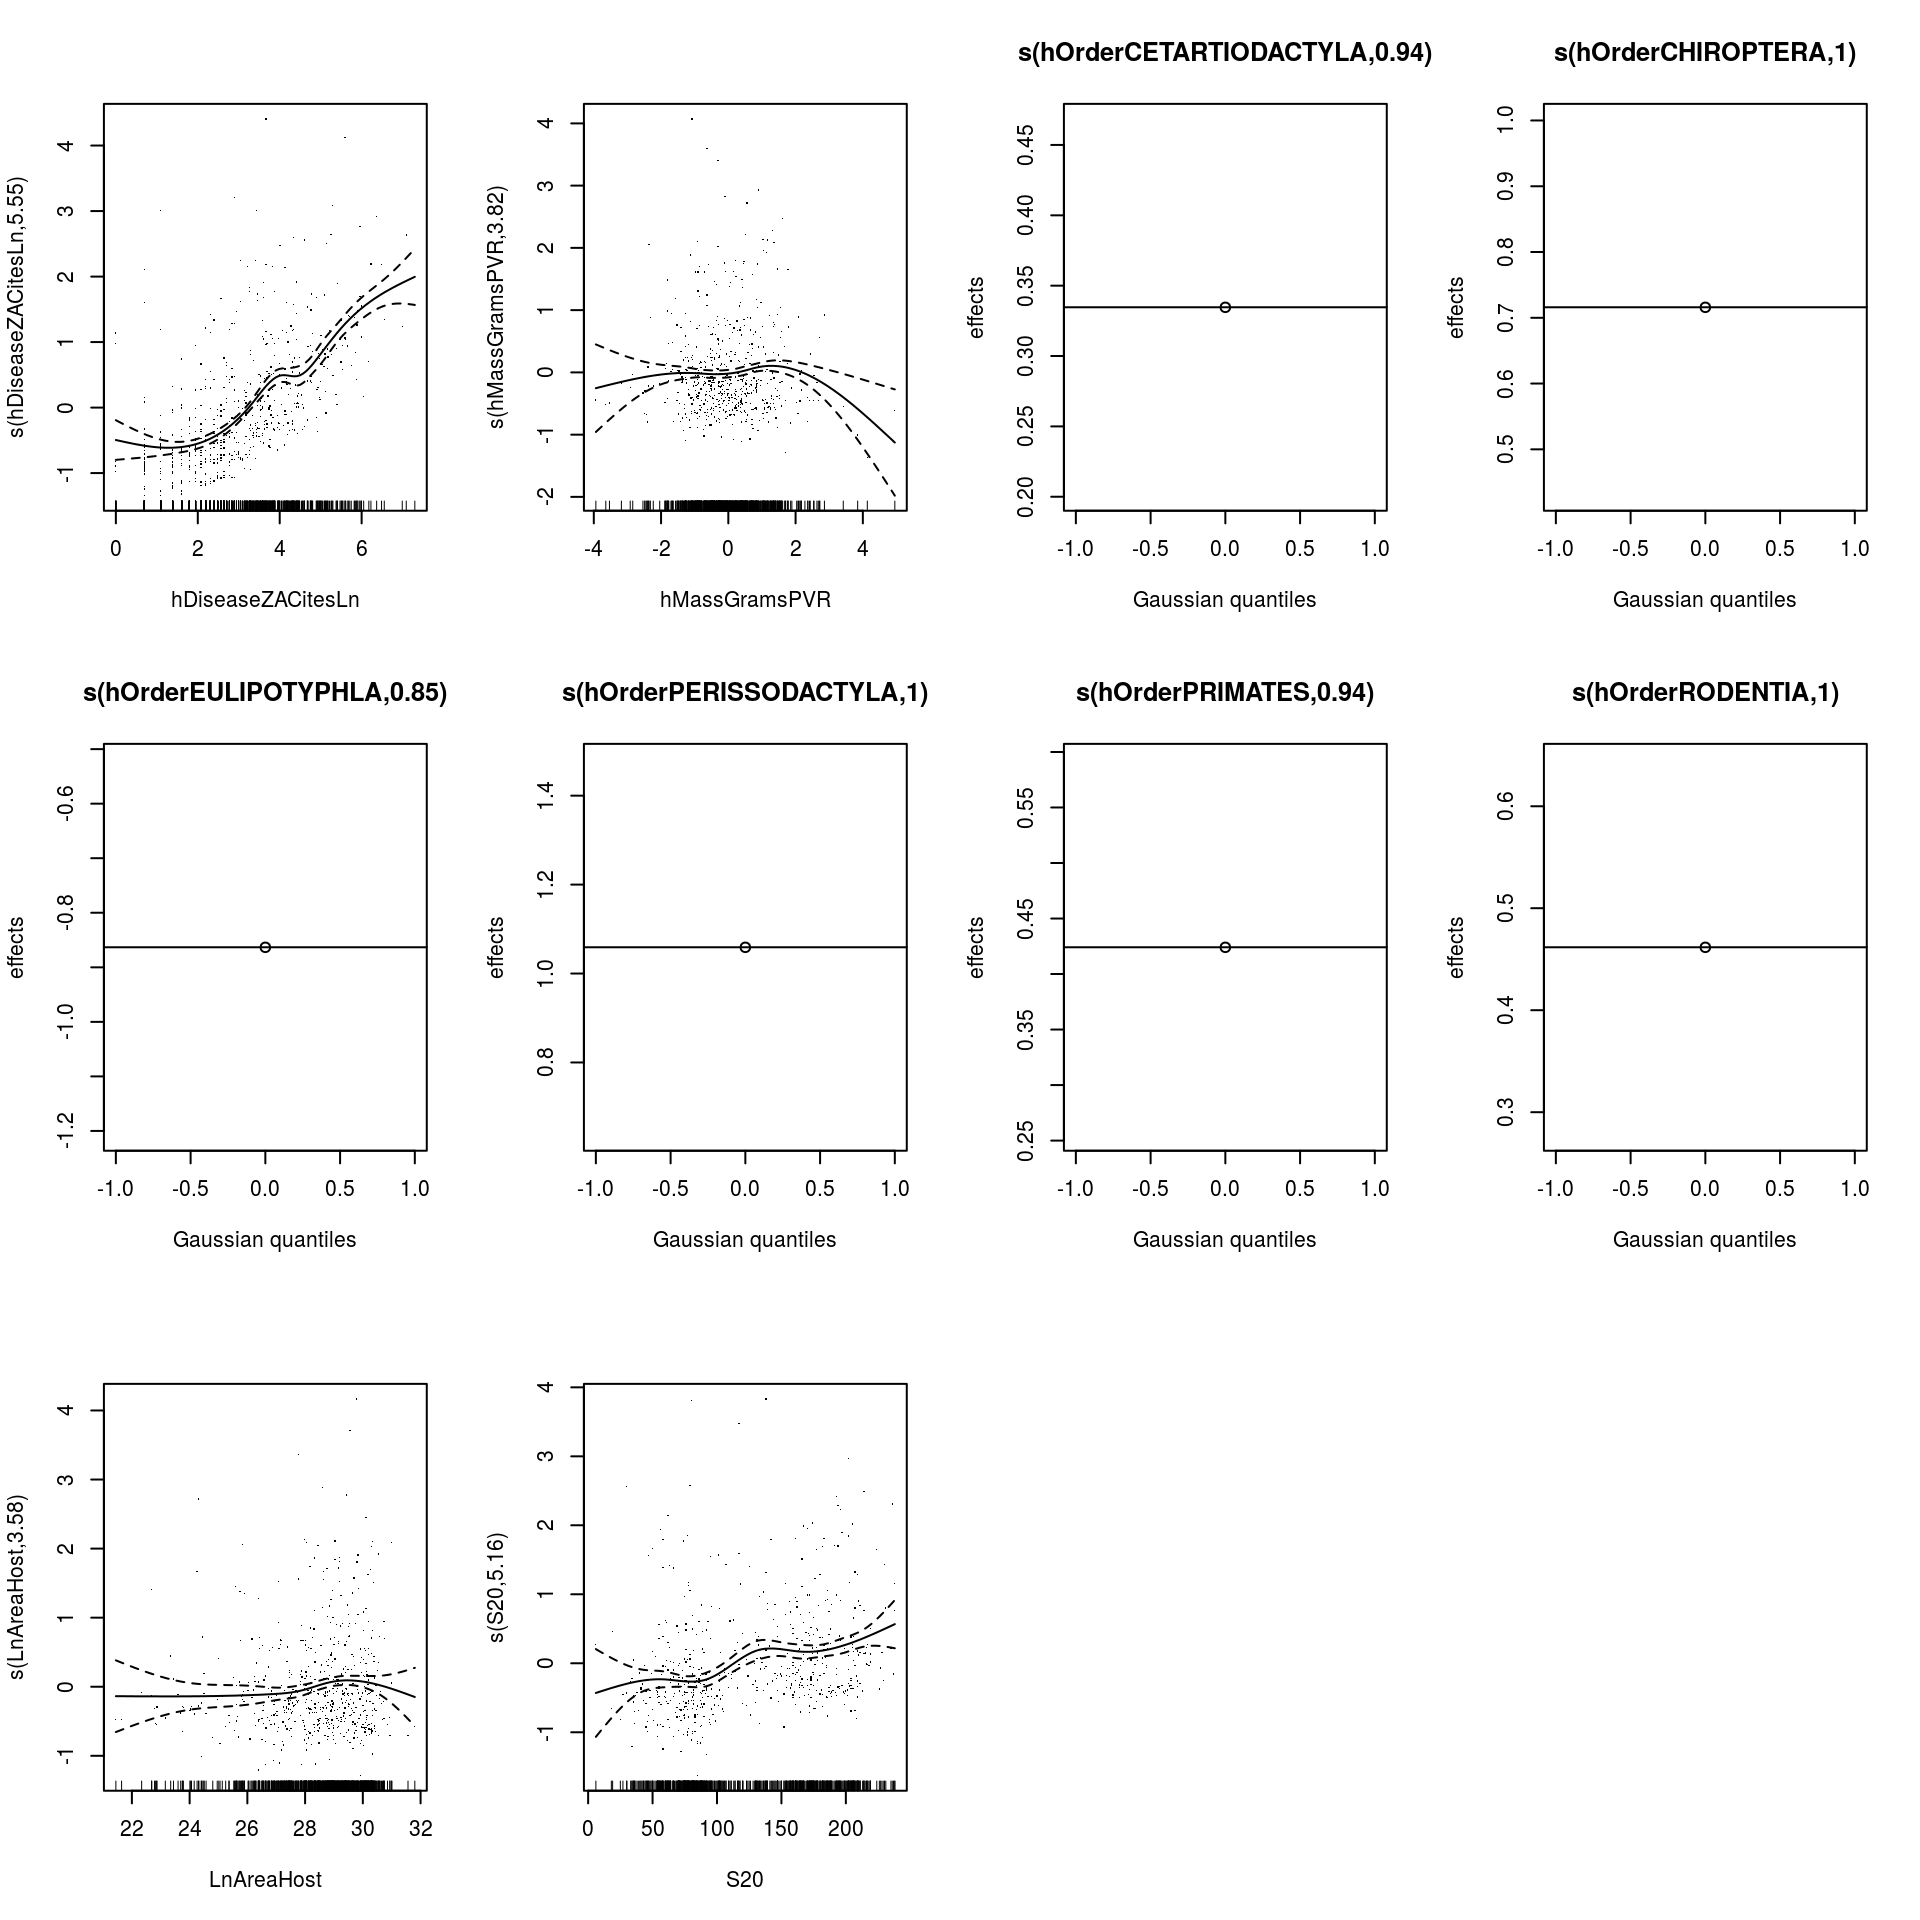 s(hOrderCETARTIODACTYLA,0.94)
s(hOrderCHIROPTERA,1)
s(hDiseaseZACitesLn,5.55)
-1 0 1 2 3 4
0 2 4 6
hDiseaseZACitesLn
s(hMassGramsPVR,3.82)
-2 -1 0 1 2 3 4
-4 -2 0 2 4
hMassGramsPVR
effects
0.20 0.25 0.30 0.35 0.40 0.45
-1.0 -0.5 0.0 0.5 1.0
Gaussian quantiles
effects
0.5 0.6 0.7 0.8 0.9 1.0
-1.0 -0.5 0.0 0.5 1.0
Gaussian quantiles
s(hOrderEULIPOTYPHLA,0.85)
effects
-1.2 -1.0 -0.8 -0.6
-1.0 -0.5 0.0 0.5 1.0
Gaussian quantiles
s(hOrderPERISSODACTYLA,1)
effects
0.8 1.0 1.2 1.4
-1.0 -0.5 0.0 0.5 1.0
Gaussian quantiles
s(hOrderPRIMATES,0.94)
effects
0.25 0.35 0.45 0.55
-1.0 -0.5 0.0 0.5 1.0
Gaussian quantiles
s(hOrderRODENTIA,1)
effects
0.3 0.4 0.5 0.6
-1.0 -0.5 0.0 0.5 1.0
Gaussian quantiles
s(LnAreaHost,3.58)
-1 0 1 2 3 4
22 24 26 28 30 32
LnAreaHost
s(S20,5.16)
-1 0 1 2 3 4
0 50 100 150 200
S20